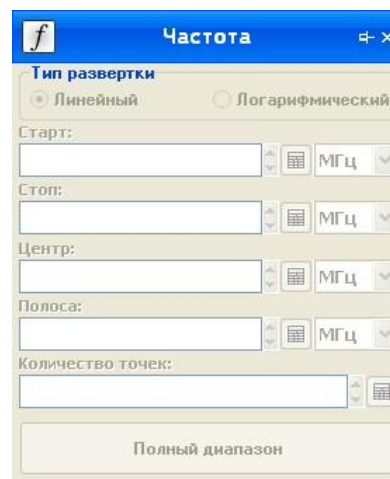 f Частота
Тип развертки
Линейный Логарифмический
Старт:
МГц
Стоп:
МГц
Центр:
МГц
Полоса:
МГц
Количество точек:
Полный диапазон